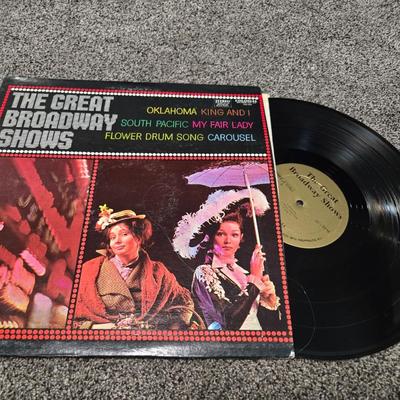 THE GREAT
BROADWAY
SHOWS
OKLAHOMA KING AND I
SOUTH PACIFIC MY FAIR LADY
FLOWER DRUM SONG CAROUSEL
STEREO
The Great
Broadway Shows